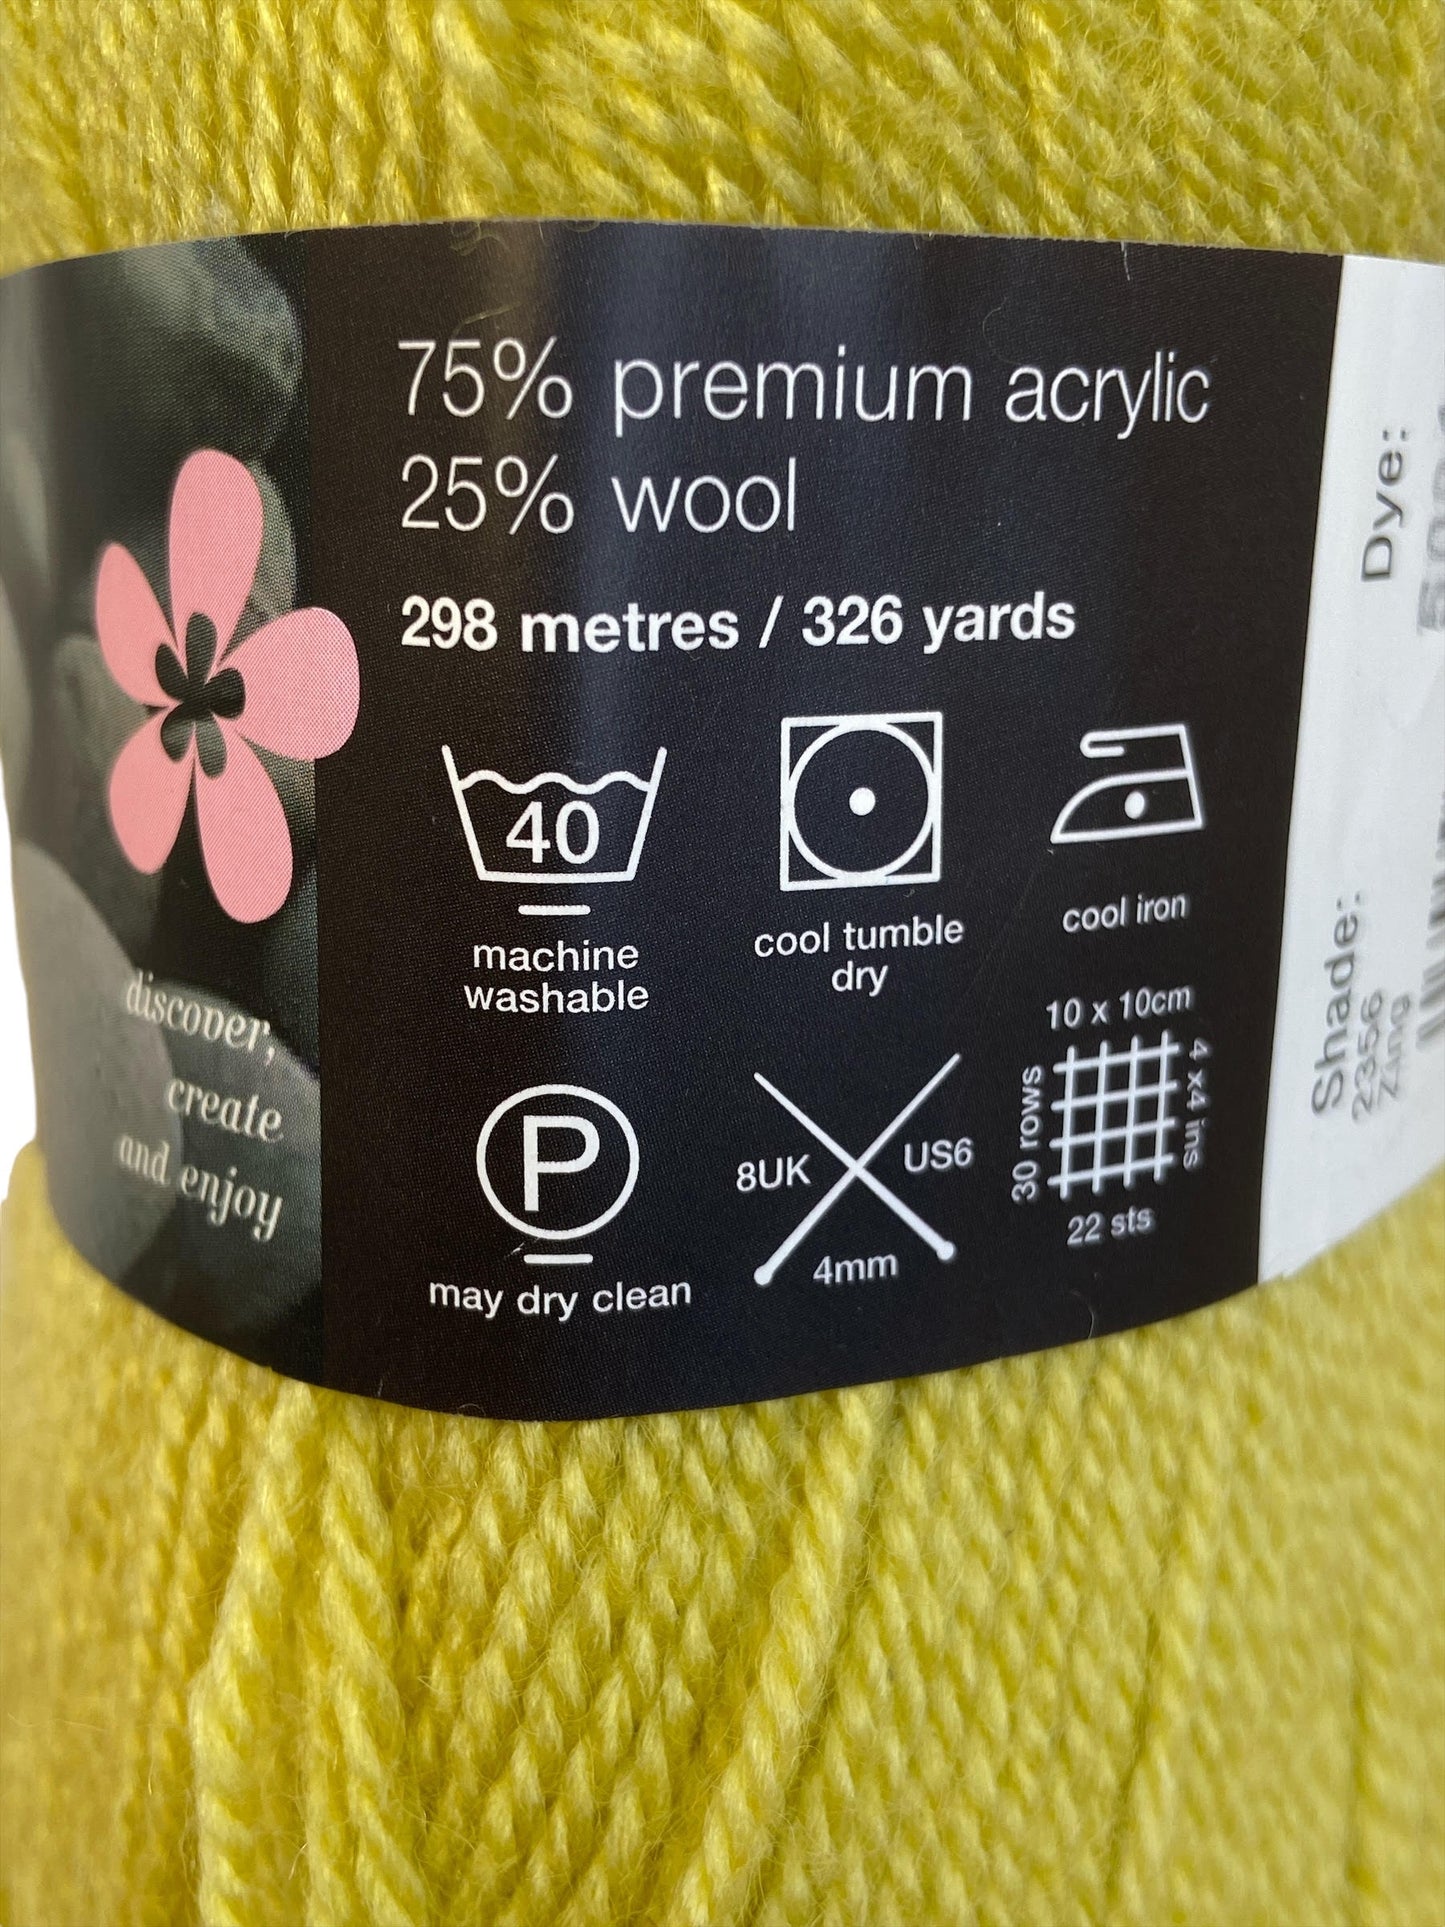 75% premium acrylic
25% wool
298 metres / 326 yards
40
machine
washable
cool tumble
dry
cool iron
P
may dry clean
8UK
US6
4mm
10 x 10cm
30 rows
4 x 4 ins
22 sts
discover,
create
and enjoy
Dye:
Shade:
2356
Zing